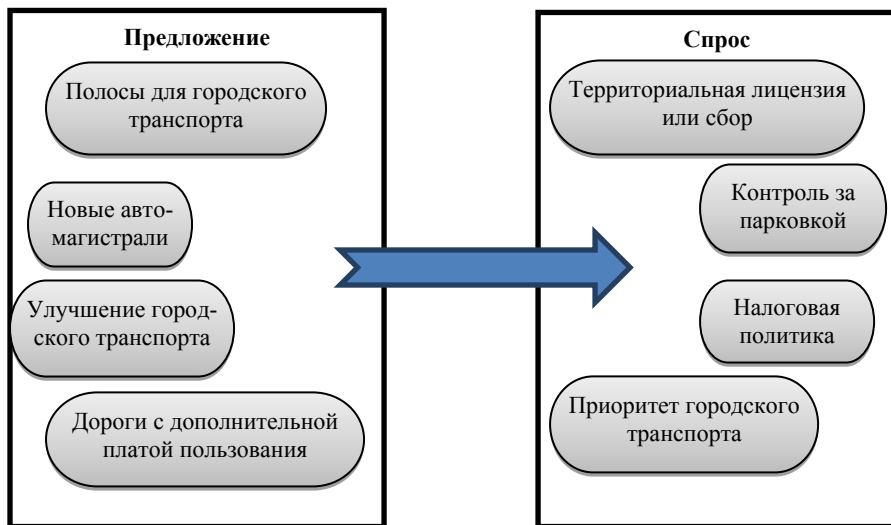 Предложение
Полосы для городского
транспорта
Новые авто-
магистрали
Улучшение город-
ского транспорта
Дороги с дополнительной
платой пользования
Спрос
Территориальная лицензия
или сбор
Контроль за
парковкой
Налоговая
политика
Приоритет городского
транспорта